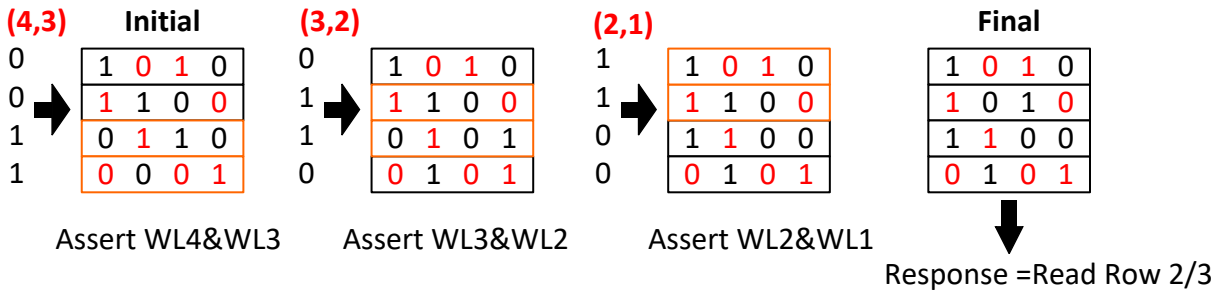 (4,3) Initial (3,2) (2,1) Final
0 1 0 1 0 0 1 0 1 0 1 1 0 1 0 1 0 1 0
0 1 1 0 0 1 1 1 0 0 1 1 1 0 0 1 0 1 0
1 0 1 1 0 1 0 1 0 1 0 1 1 0 0 1 1 0 0
1 0 0 0 1 0 0 1 0 1 0 0 1 0 1 0 1 0 1
Assert WL4&WL3 Assert WL3&WL2 Assert WL2&WL1
Response =Read Row 2/3